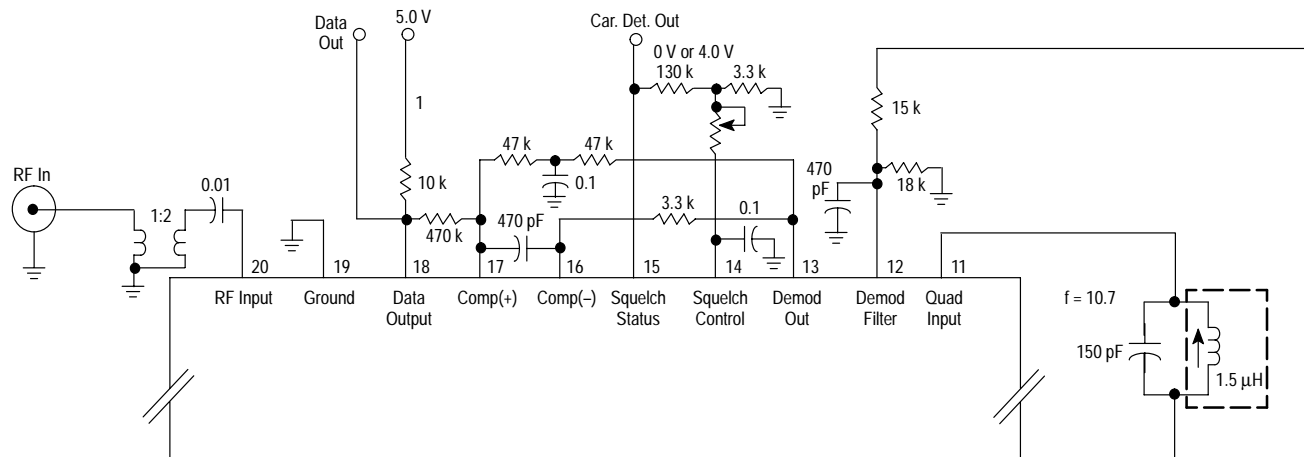 Data
Out
5.0 V
Car. Det. Out
0 V or 4.0 V
130 k
3.3 k
1
15 k
47 k
47 k
RF In
0.01
10 k
0.1
470
pF
18 k
1:2
470 k
470 pF
3.3 k
0.1
20
19
18
17
16
15
14
13
12
11
RF Input
Ground
Data
Output
Comp(+)
Comp(–)
Squelch
Status
Squelch
Control
Demod
Out
Demod
Filter
Quad
Input
f = 10.7
150 pF
1.5 µH